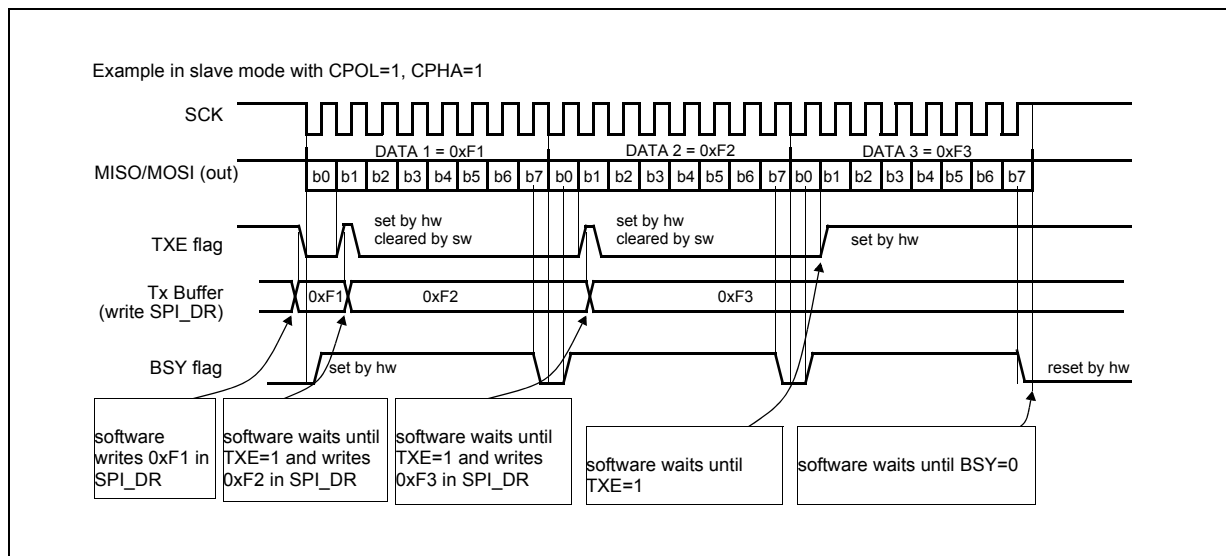 Example in slave mode with CPOL=1, CPHA=1
SCK
DATA 1 = 0xF1 DATA 2 = 0xF2 DATA 3 = 0xF3
MISO/MOSI (out) b0 b1 b2 b3 b4 b5 b6 b7 b0 b1 b2 b3 b4 b5 b6 b7 b0 b1 b2 b3 b4 b5 b6 b7
TXE flag
set by hw
cleared by sw
set by hw
cleared by sw
set by hw
Tx Buffer
(write SPI_DR)
0xF1 0xF2 0xF3
BSY flag
set by hw
reset by hw
software
writes 0xF1 in
SPI_DR
software waits until
TXE=1 and writes
0xF2 in SPI_DR
software waits until
TXE=1 and writes
0xF3 in SPI_DR
software waits until
TXE=1
software waits until BSY=0